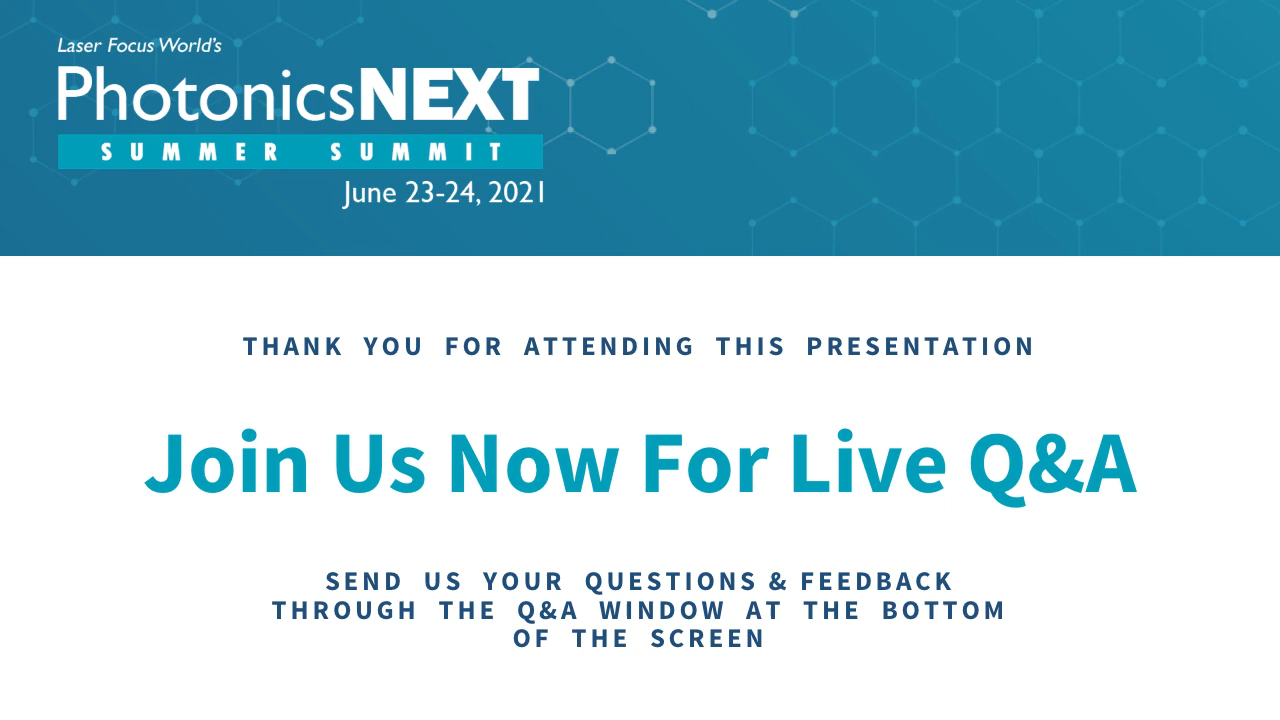 Laser Focus World's
PhotonicsNEXT
SUMMER SUMMIT
June 23-24, 2021
THANK YOU FOR ATTENDING THIS PRESENTATION
Join Us Now For Live Q&A
SEND US YOUR QUESTIONS & FEEDBACK
THROUGH THE Q&A WINDOW AT THE BOTTOM
OF THE SCREEN